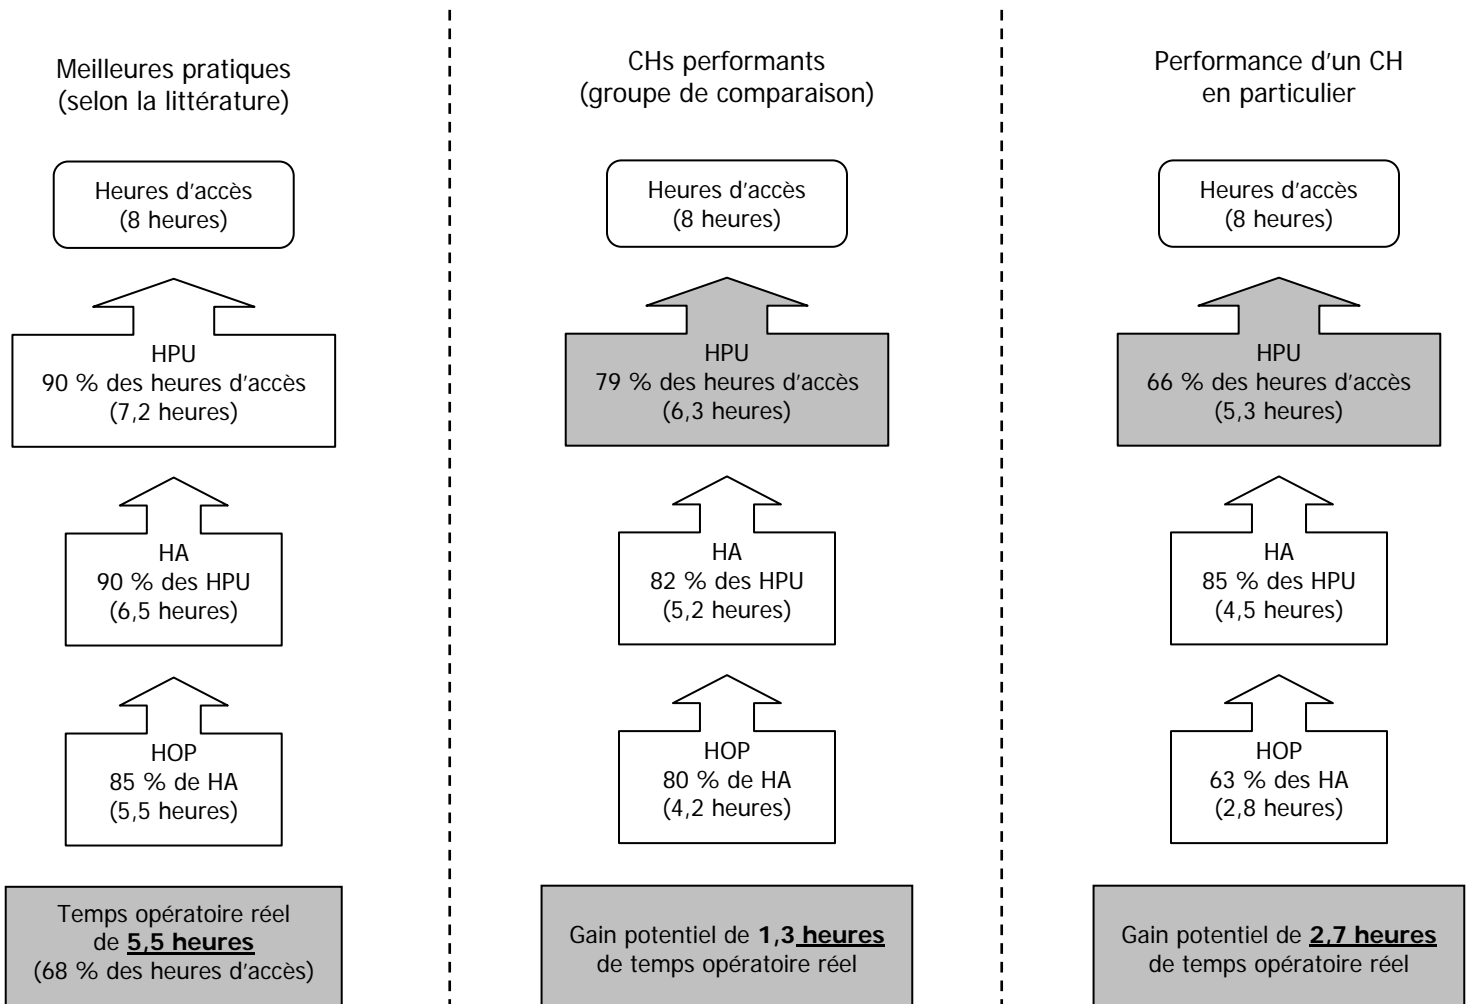 Meilleures pratiques
(selon la littérature)
Heures d'accès
(8 heures)
HPU
90 % des heures d'accès
(7,2 heures)
HA
90 % des HPU
(6,5 heures)
HOP
85 % de HA
(5,5 heures)
Temps opératoire réel
de 5,5 heures
(68 % des heures d'accès)
CHs performants
(groupe de comparaison)
Heures d'accès
(8 heures)
HPU
79 % des heures d'accès
(6,3 heures)
HA
82 % des HPU
(5,2 heures)
HOP
80 % de HA
(4,2 heures)
Gain potentiel de 1,3 heures
de temps opératoire réel
Performance d'un CH
en particulier
Heures d'accès
(8 heures)
HPU
66 % des heures d'accès
(5,3 heures)
HA
85 % des HPU
(4,5 heures)
HOP
63 % des HA
(2,8 heures)
Gain potentiel de 2,7 heures
de temps opératoire réel